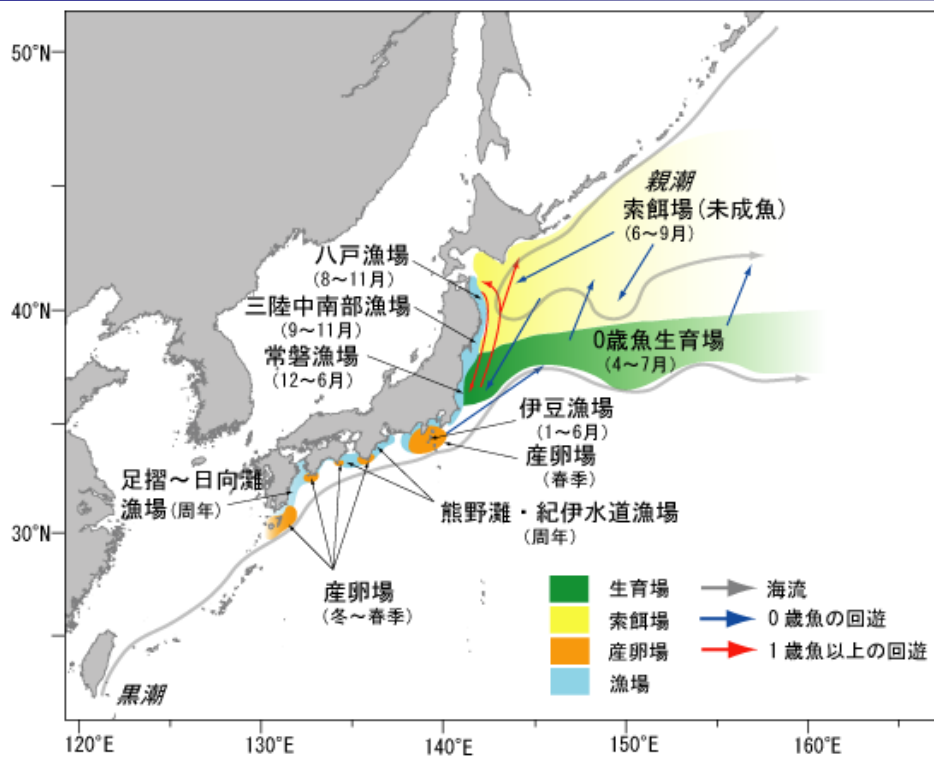 50°N
40°N
30°N
親潮
索餌場(未成魚)
(6～9月)
八戸漁場
(8～11月)
三陸中南部漁場
(9～11月)
常磐漁場
(12～6月)
0歳魚生育場
(4～7月)
伊豆漁場
(1～6月)
産卵場
(春季)
足摺～日向灘
漁場(周年)
熊野灘・紀伊水道漁場
(周年)
産卵場
(冬～春季)
黒潮
生育場
索餌場
産卵場
漁場
海流
0歳魚の回遊
1歳魚以上の回遊
120°E
130°E
140°E
150°E
160°E